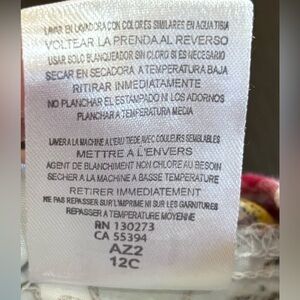 LAVAR EN LAVADORA CON COLORES SIMILARES EN AGUA TIBIA
VOLTEAR LA PRENDA AL REVERSO
USAR SOLO BLANQUEADOR SIN CLORO SI ES NECESARIO
SECAR EN SECADORA A TEMPERATURA BAJA
RETIRAR INMEDIATAMENTE
NO PLANCHAR EL ESTAMPADO NI LOS ADORNOS
PLANCHAR A TEMPERATURA MEDIA
LAVER A LA MACHINE A L'EAU TIEDE AVEC COULEURS SEMBLABLES
METTRE A L'ENVERS
AGENT DE BLANCHIMENT NON CHLORE AU BESOIN
SECHER A LA MACHINE A BASSE TEMPERATURE
RETIRER IMMEDIATEMENT
NE PAS REPASSER SUR L'IMPRIME NI SUR LES GARNITURES
REPASSER A TEMPERATURE MOYENNE
RN 130273
CA 55394
AZ2
12C